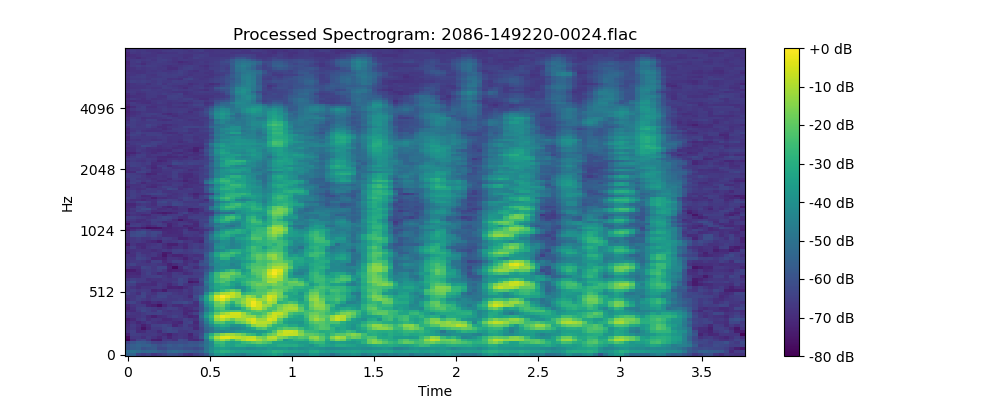 Processed Spectrogram: 2086-149220-0024.flac
Hz
4096
2048
1024
512
0
0 0.5 1 1.5 2 2.5 3 3.5
Time
+0 dB
-10 dB
-20 dB
-30 dB
-40 dB
-50 dB
-60 dB
-70 dB
-80 dB